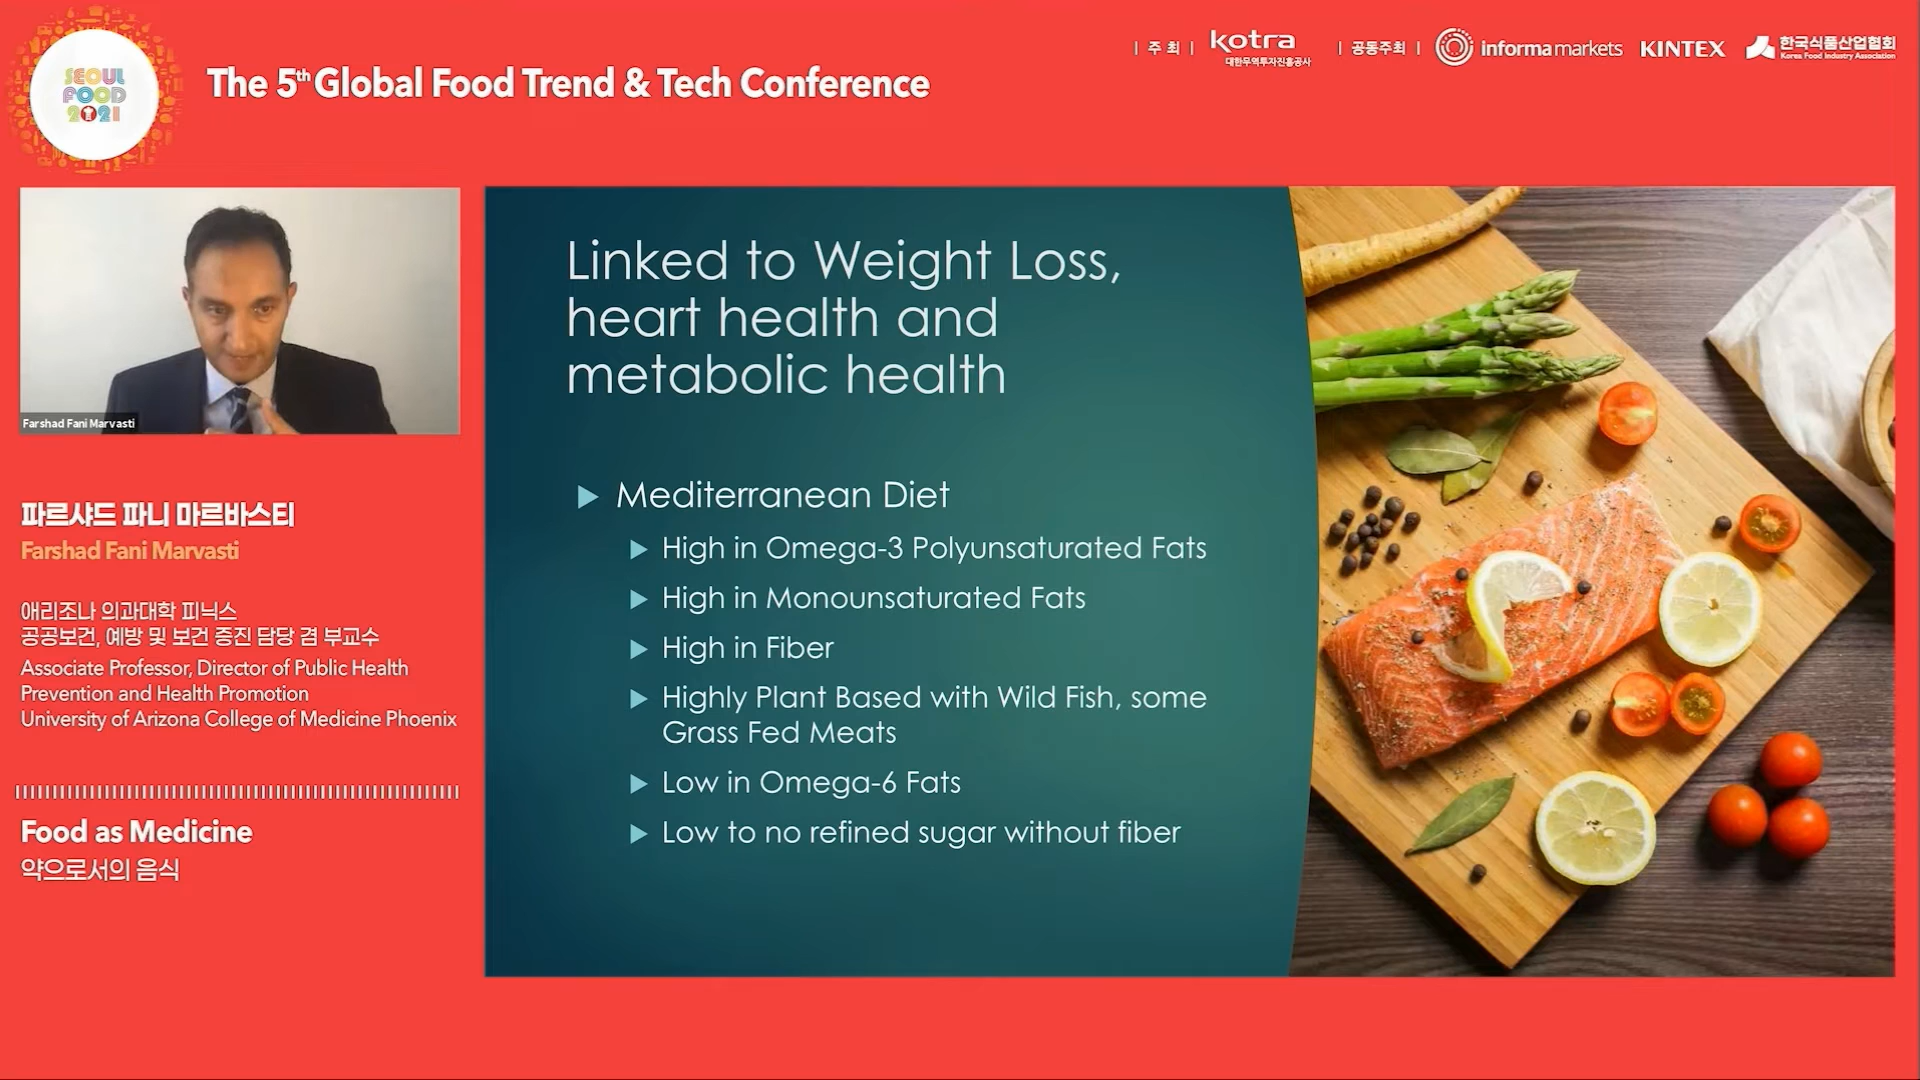 SEOUL
FOOD
2021
The 5th Global Food Trend & Tech Conference
| 주 최 |
kotra
대한무역투자진흥공사
| 공동주최 |
informa markets
KINTEX
한국식품산업협회
Korea Food Industry Association
Farshad Fani Marvasti
파르샤드 파니 마르바스티
Farshad Fani Marvasti
애리조나 의과대학 피닉스
공공보건, 예방 및 보건 증진 담당 겸 부교수
Associate Professor, Director of Public Health
Prevention and Health Promotion
University of Arizona College of Medicine Phoenix
Food as Medicine
약으로서의 음식
Linked to Weight Loss,
heart health and
metabolic health
Mediterranean Diet
High in Omega-3 Polyunsaturated Fats
High in Monounsaturated Fats
High in Fiber
Highly Plant Based with Wild Fish, some
Grass Fed Meats
Low in Omega-6 Fats
Low to no refined sugar without fiber